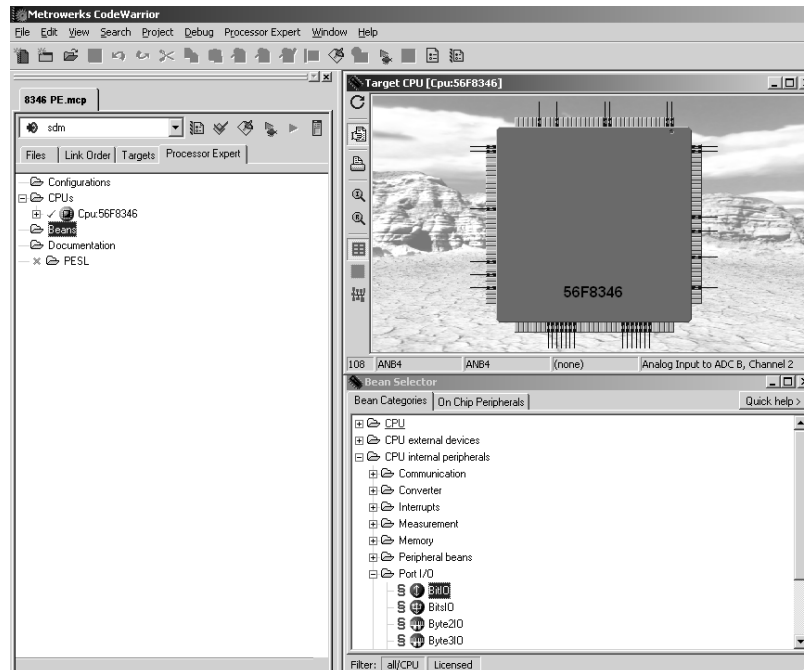 Metrowerks CodeWarrior
File Edit View Search Project Debug Processor Expert Window Help
8346 PE.mcp
sdm
Files Link Order Targets Processor Expert
Configurations
CPUs
Cpu:56F8346
Beans
Documentation
PESL
Target CPU [Cpu:56F8346]
56F8346
108 ANB4 ANB4 (none) Analog Input to ADC B, Channel 2
Bean Selector
Bean Categories On Chip Peripherals Quick help >
CPU
CPU external devices
CPU internal peripherals
Communication
Converter
Interrupts
Measurement
Memory
Peripheral beans
Port I/O
BitIO
BitsIO
Byte2IO
Byte3IO
Filter: all/CPU Licensed